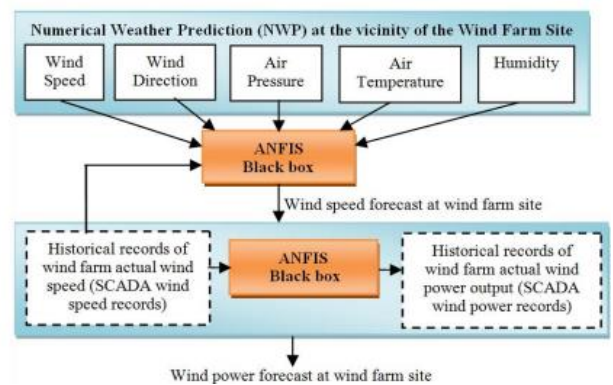 Numerical Weather Prediction (NWP) at the vicinity of the Wind Farm Site
Wind
Speed
Wind
Direction
Air
Pressure
Air
Temperature
Humidity
ANFIS
Black box
Wind speed forecast at wind farm site
Historical records of
wind farm actual wind
speed (SCADA wind
speed records)
ANFIS
Black box
Historical records of
wind farm actual wind
power output (SCADA
wind power records)
Wind power forecast at wind farm site